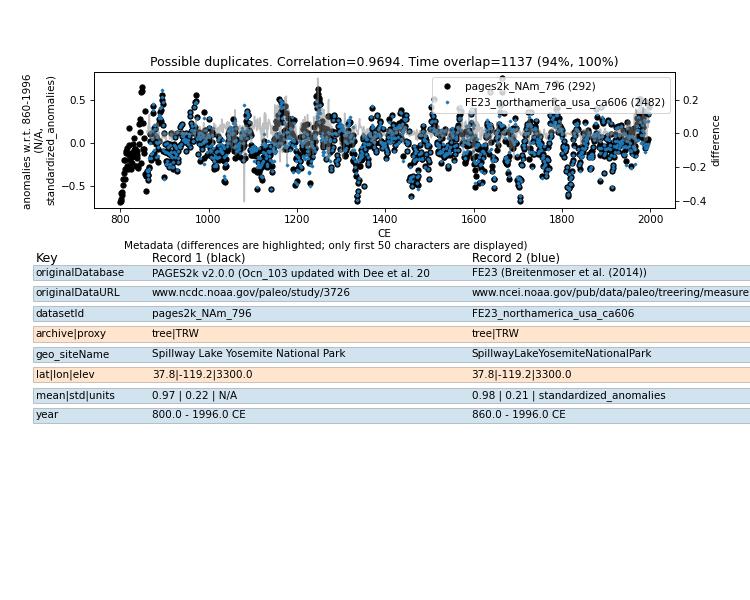 Possible duplicates. Correlation=0.9694. Time overlap=1137 (94%, 100%)
anomalies w.r.t. 860-1996
(N/A,
standardized_anomalies)
0.5
0.0
−0.5
pages2k_NAm_796 (292)
FE23_northamerica_usa_ca606 (2482)
0.2
0.0
−0.2
−0.4
difference
800 1000 1200 1400 1600 1800 2000
CE
Metadata (differences are highlighted; only first 50 characters are displayed)
Key Record 1 (black) Record 2 (blue)
originalDatabase PAGES2k v2.0.0 (Ocn_103 updated with Dee et al. 20 FE23 (Breitenmoser et al. (2014))
originalDataURL www.ncdc.noaa.gov/paleo/study/3726 www.ncei.noaa.gov/pub/data/paleo/treering/measure
datasetId pages2k_NAm_796 FE23_northamerica_usa_ca606
archive|proxy tree|TRW tree|TRW
geo_siteName Spillway Lake Yosemite National Park SpillwayLakeYosemiteNationalPark
lat|lon|elev 37.8|-119.2|3300.0 37.8|-119.2|3300.0
mean|std|units 0.97 | 0.22 | N/A 0.98 | 0.21 | standardized_anomalies
year 800.0 - 1996.0 CE 860.0 - 1996.0 CE